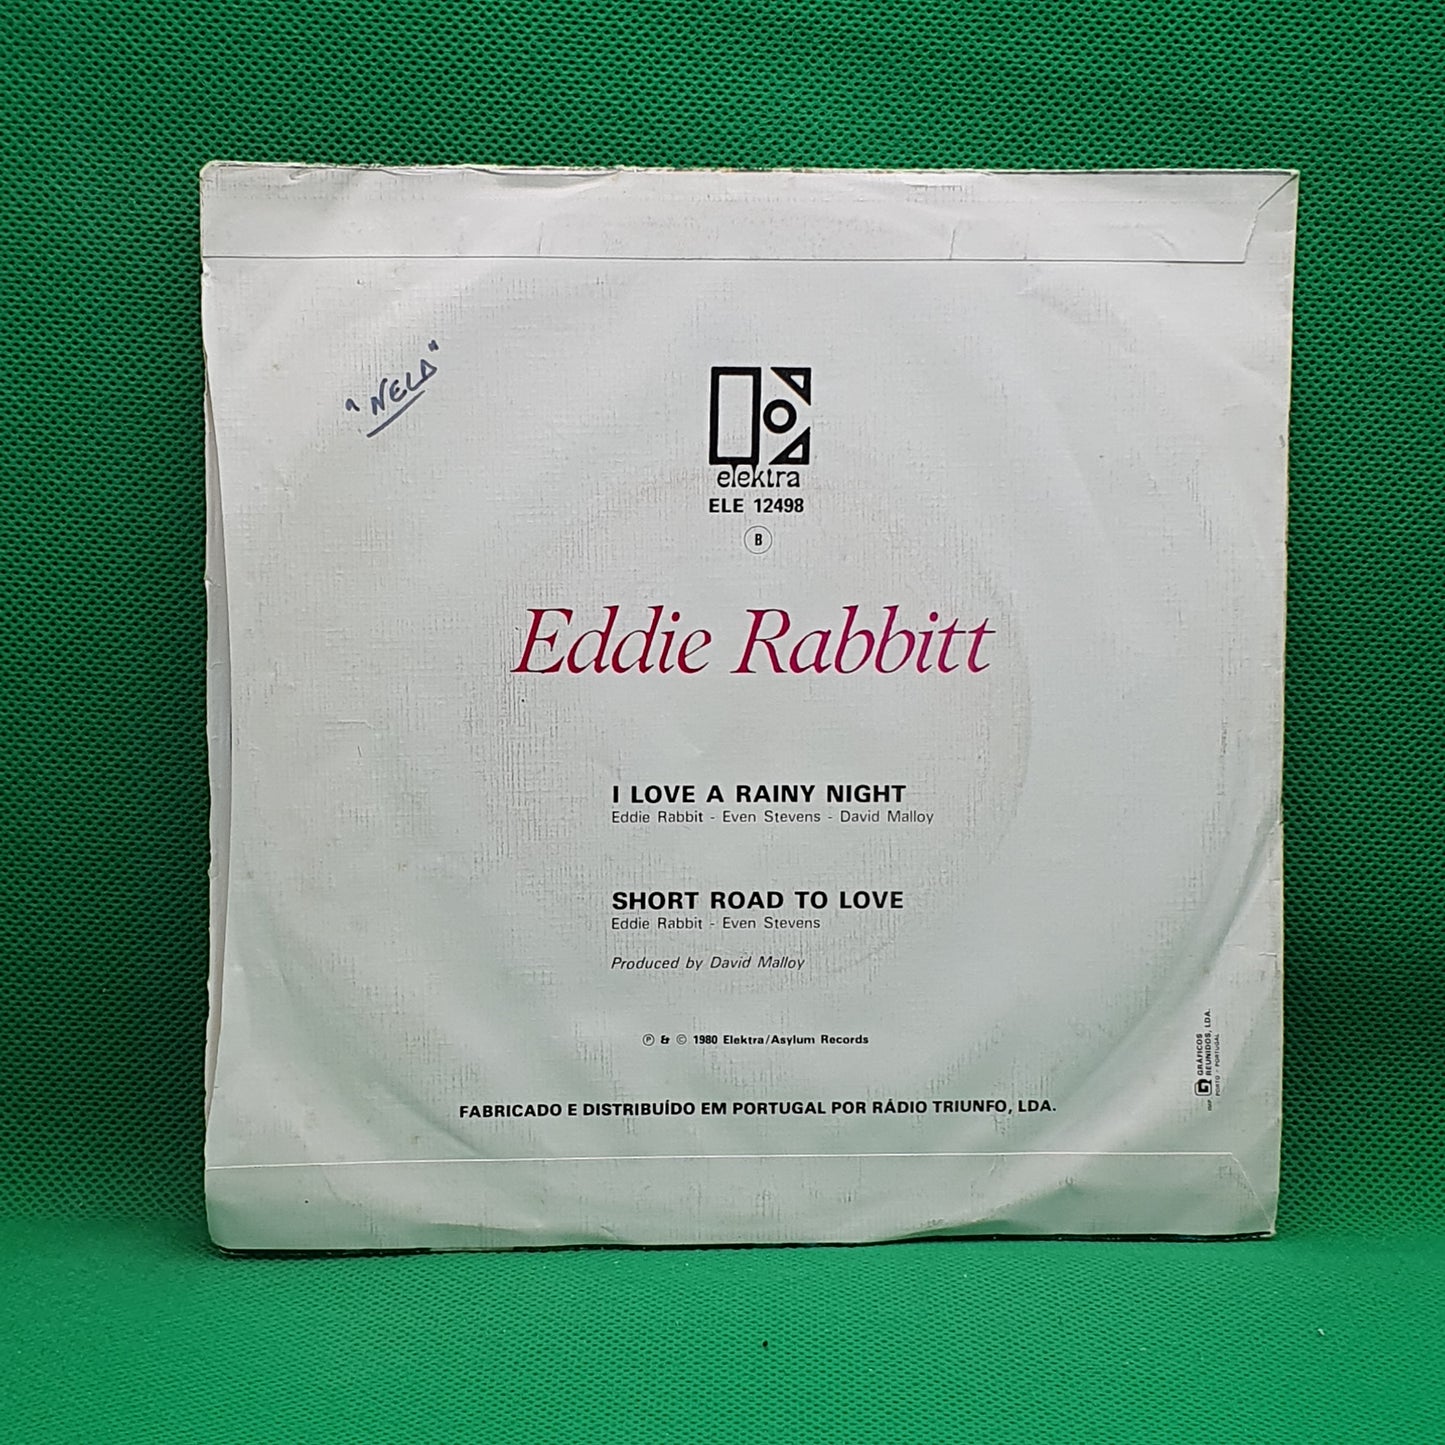 "NELA"
elektra
ELE 12498
B
Eddie Rabbitt
I LOVE A RAINY NIGHT
Eddie Rabbit - Even Stevens - David Malloy
SHORT ROAD TO LOVE
Eddie Rabbit - Even Stevens
Produced by David Malloy
℗ & © 1980 Elektra/Asylum Records
FABRICADO E DISTRIBUÍDO EM PORTUGAL POR RÁDIO TRIUNFO, LDA.
GRÁFICOS
REUNIDOS, LDA.
PORTO - PORTUGAL